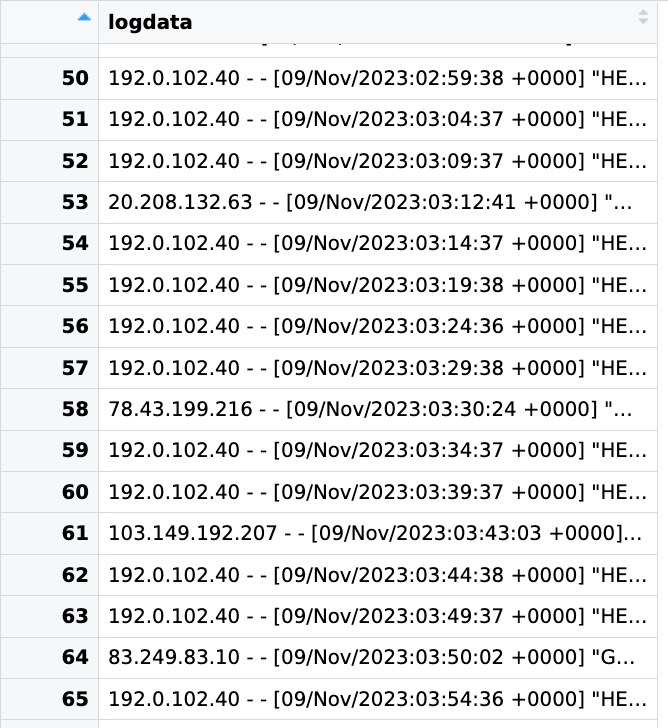 logdata
50 192.0.102.40 - - [09/Nov/2023:02:59:38 +0000] "HE...
51 192.0.102.40 - - [09/Nov/2023:03:04:37 +0000] "HE...
52 192.0.102.40 - - [09/Nov/2023:03:09:37 +0000] "HE...
53 20.208.132.63 - - [09/Nov/2023:03:12:41 +0000] "...
54 192.0.102.40 - - [09/Nov/2023:03:14:37 +0000] "HE...
55 192.0.102.40 - - [09/Nov/2023:03:19:38 +0000] "HE...
56 192.0.102.40 - - [09/Nov/2023:03:24:36 +0000] "HE...
57 192.0.102.40 - - [09/Nov/2023:03:29:38 +0000] "HE...
58 78.43.199.216 - - [09/Nov/2023:03:30:24 +0000] "...
59 192.0.102.40 - - [09/Nov/2023:03:34:37 +0000] "HE...
60 192.0.102.40 - - [09/Nov/2023:03:39:37 +0000] "HE...
61 103.149.192.207 - - [09/Nov/2023:03:43:03 +0000]...
62 192.0.102.40 - - [09/Nov/2023:03:44:38 +0000] "HE...
63 192.0.102.40 - - [09/Nov/2023:03:49:37 +0000] "HE...
64 83.249.83.10 - - [09/Nov/2023:03:50:02 +0000] "G...
65 192.0.102.40 - - [09/Nov/2023:03:54:36 +0000] "HE...